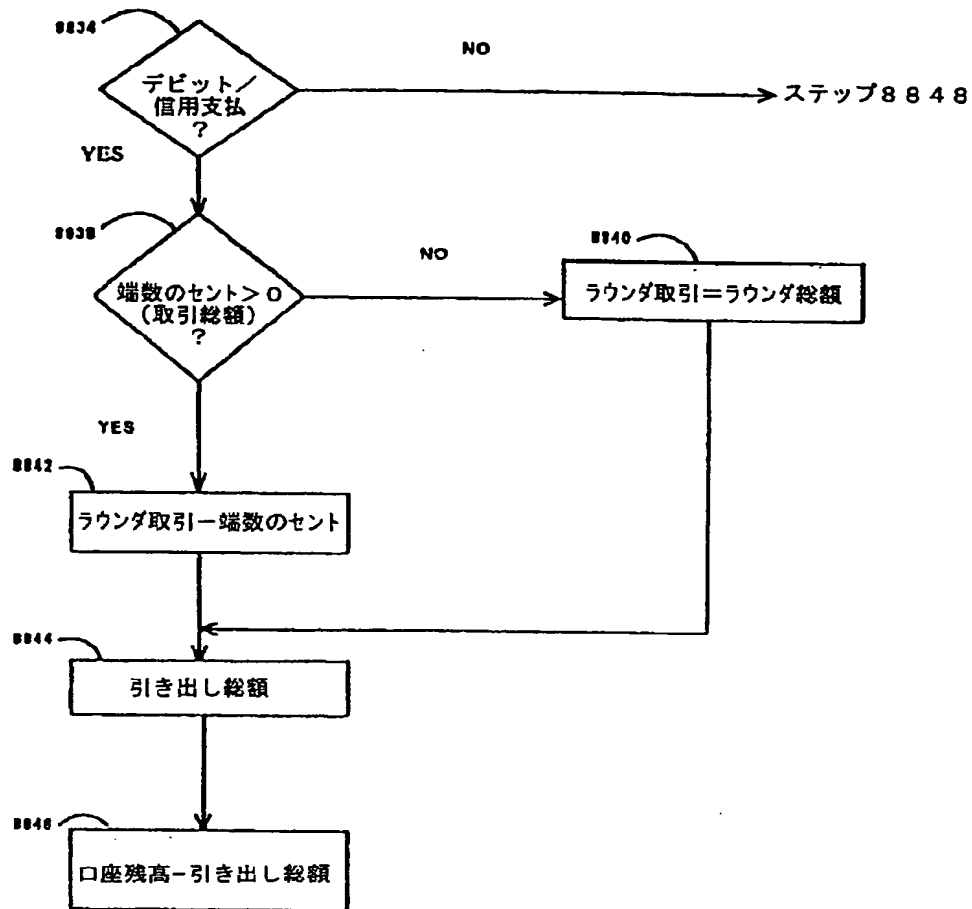 8834
NO
デビット／
信用支払
?
ステップ8848
YES
8838
8840
NO
端数のセント＞0
(取引総額)
?
ラウンダ取引＝ラウンダ総額
YES
8842
ラウンダ取引－端数のセント
8844
引き出し総額
8846
口座残高-引き出し総額